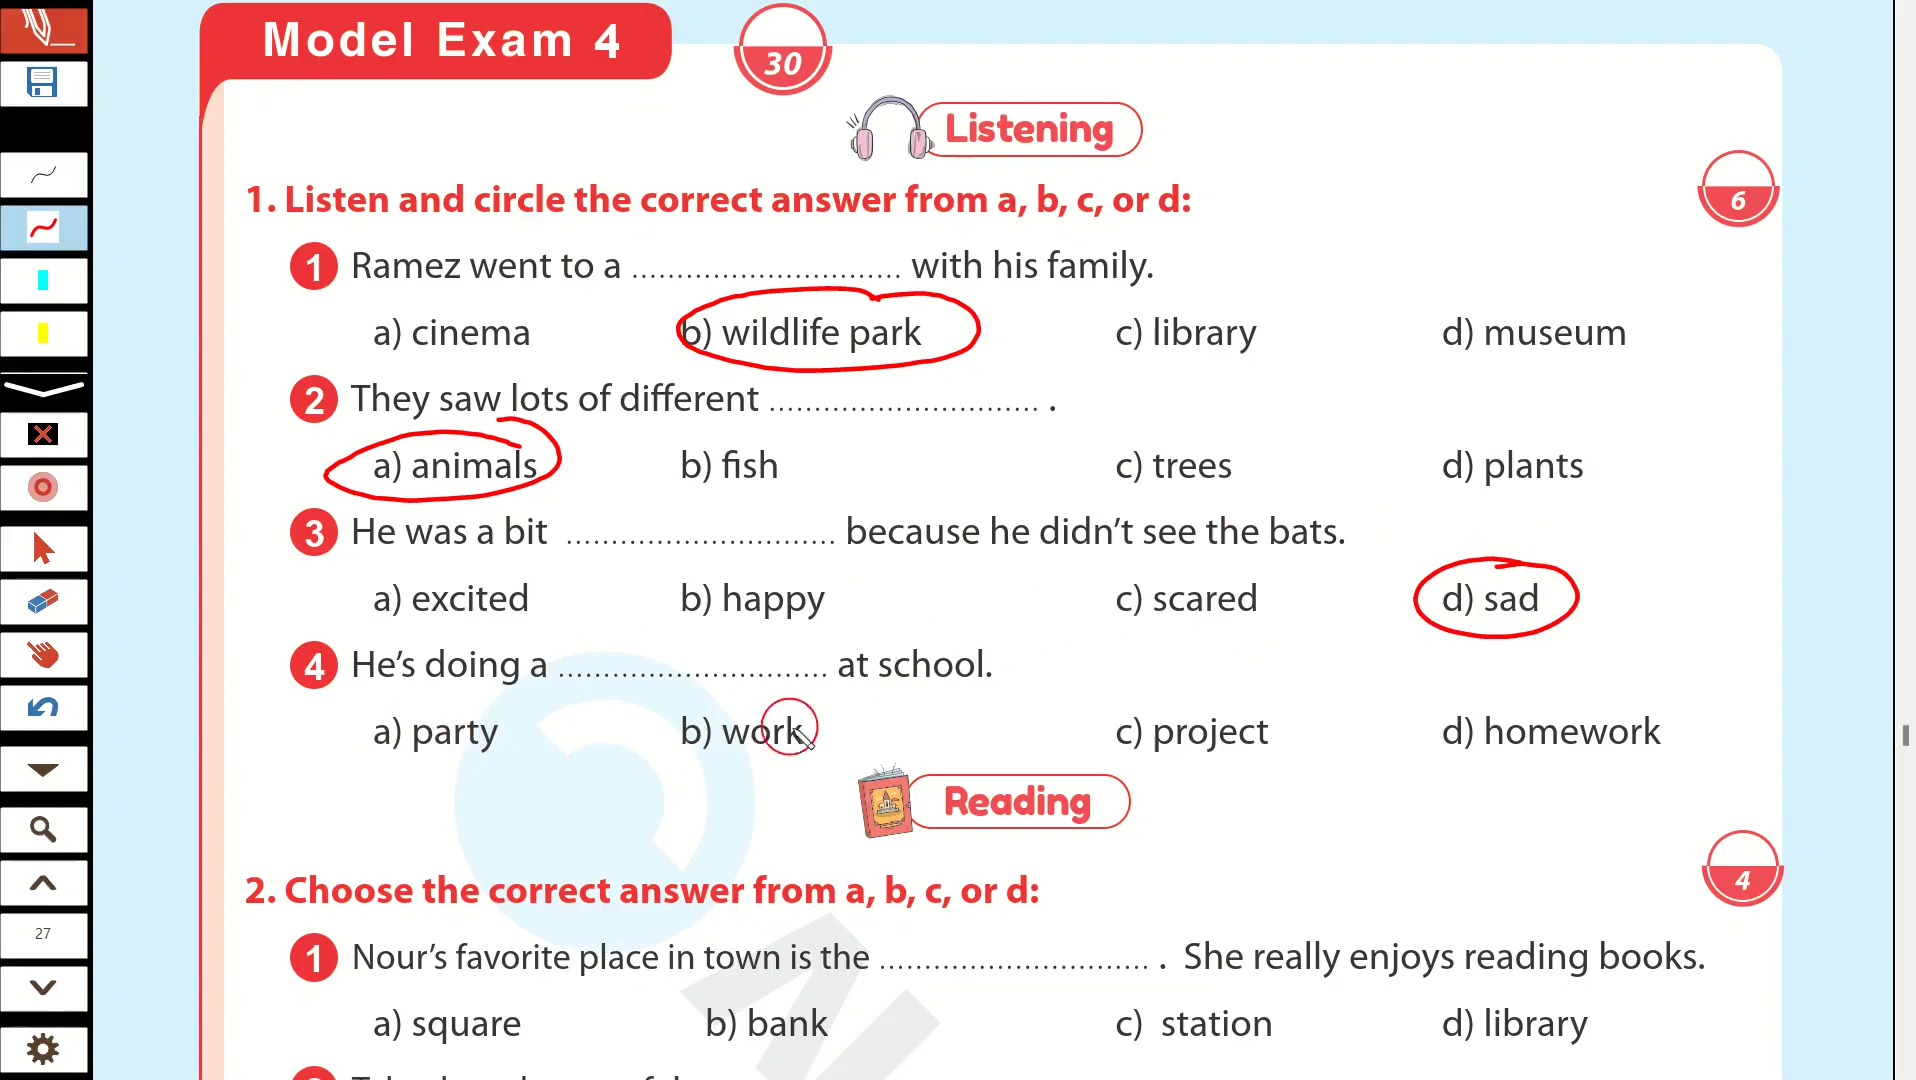 Model Exam 4
30
Listening
1. Listen and circle the correct answer from a, b, c, or d:
6
1 Ramez went to a .............................. with his family.
a) cinema b) wildlife park c) library d) museum
2 They saw lots of different .............................. .
a) animals b) fish c) trees d) plants
3 He was a bit .............................. because he didn't see the bats.
a) excited b) happy c) scared d) sad
4 He's doing a .............................. at school.
a) party b) work c) project d) homework
Reading
2. Choose the correct answer from a, b, c, or d:
4
1 Nour's favorite place in town is the .............................. . She really enjoys reading books.
a) square b) bank c) station d) library
27